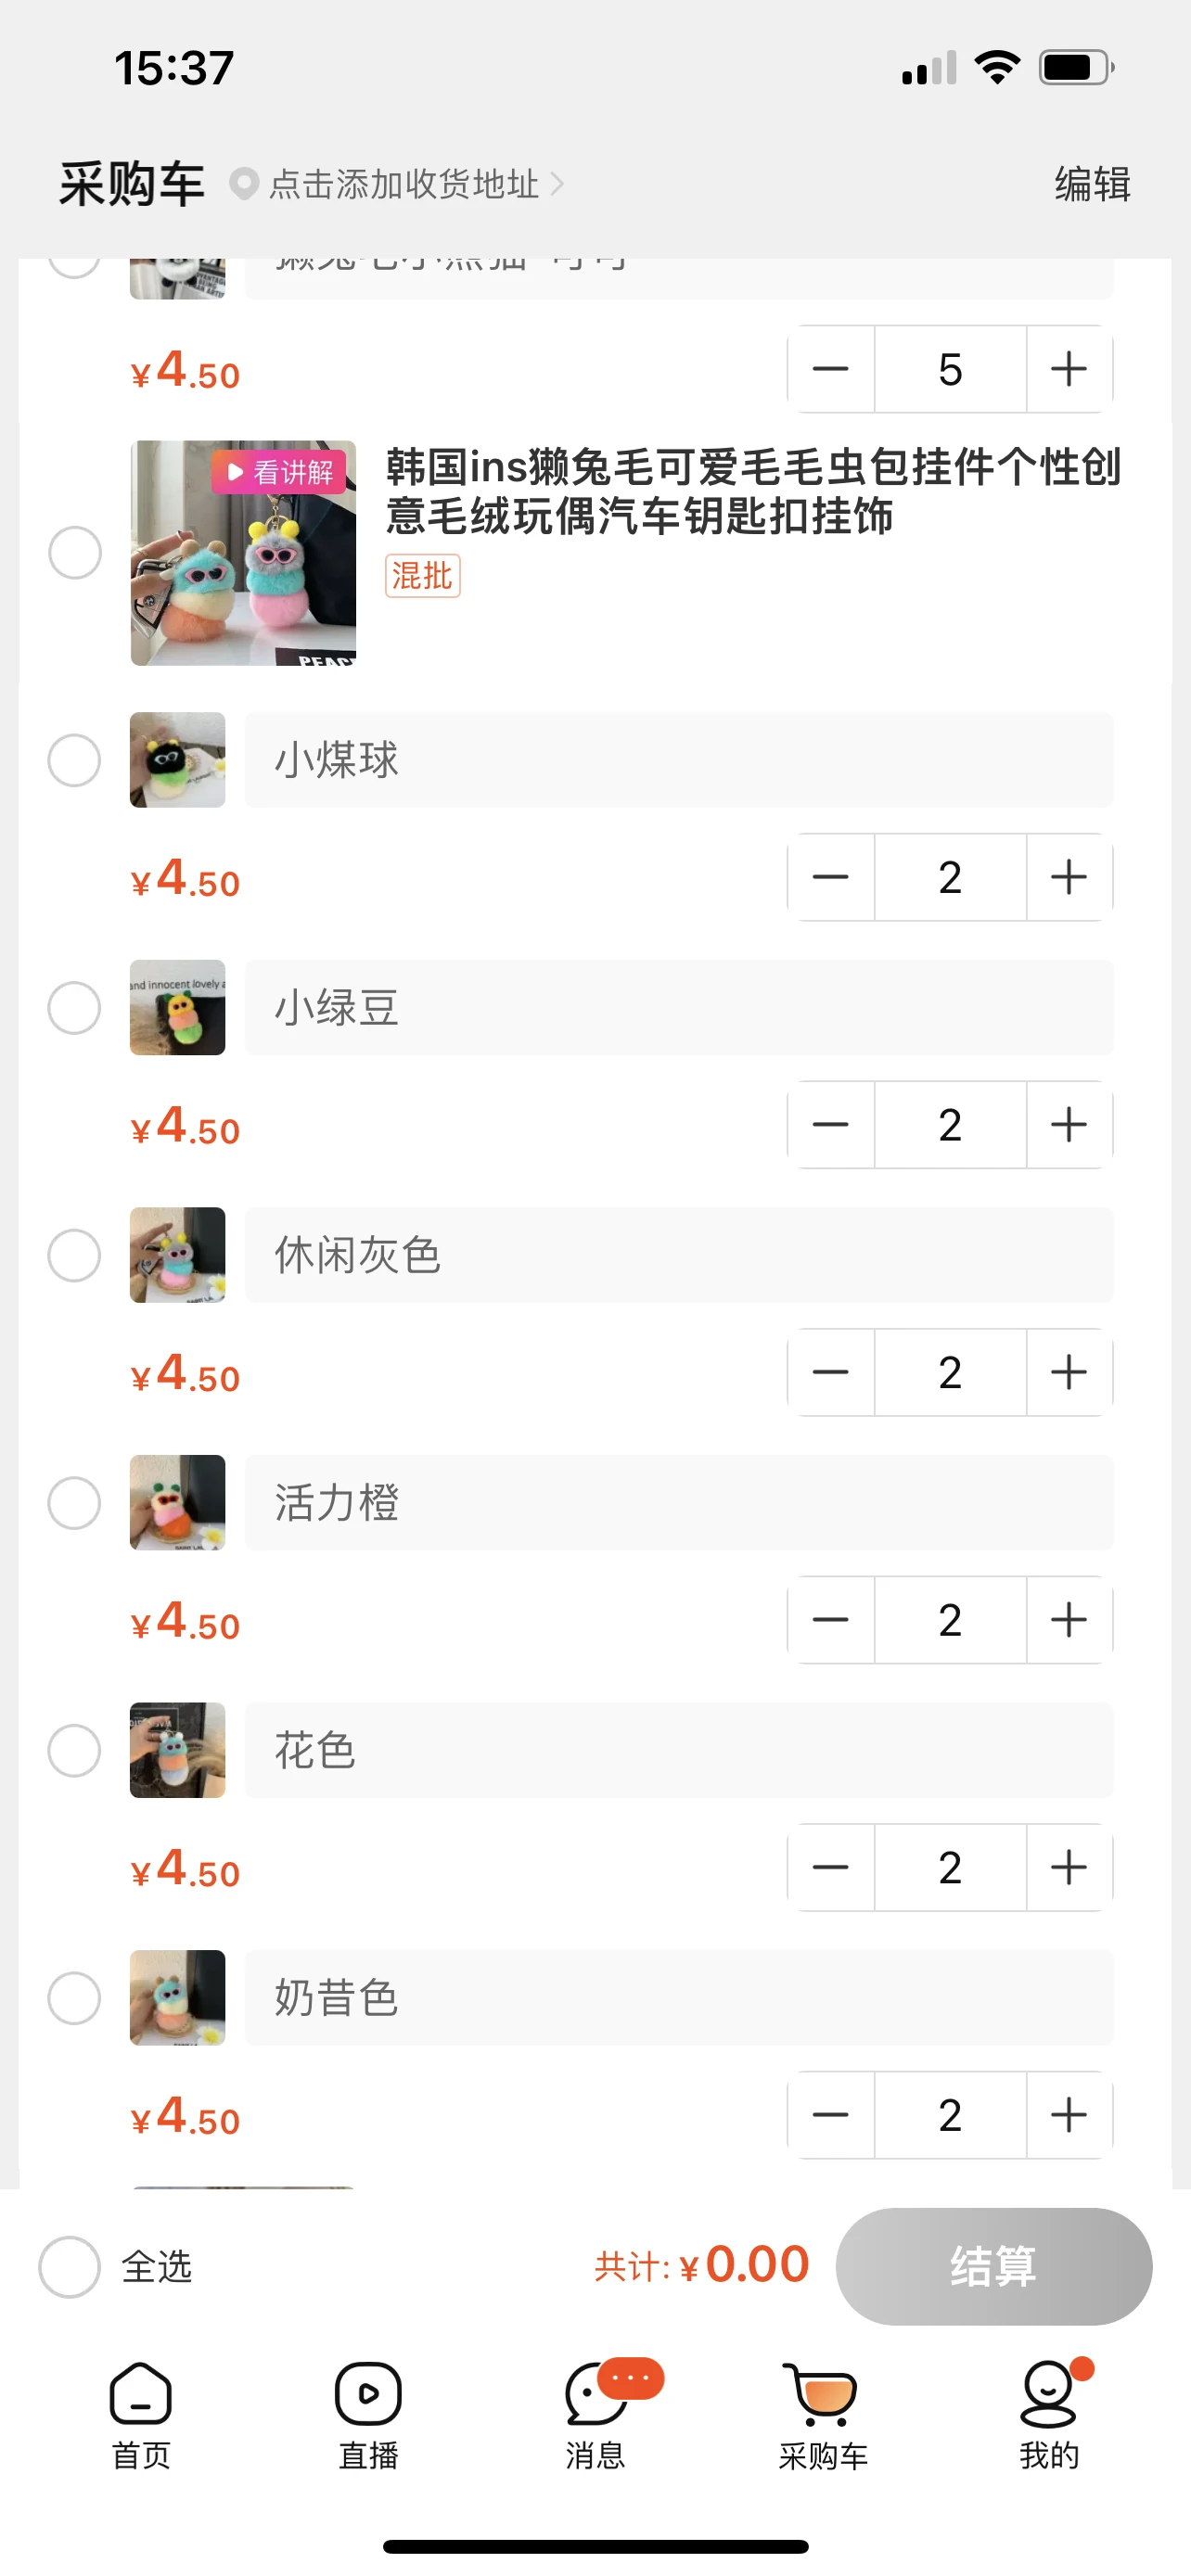 15:37
采购车 点击添加收货地址
编辑
¥4.50
5
看讲解
韩国ins獭兔毛可爱毛毛虫包挂件个性创
意毛绒玩偶汽车钥匙扣挂饰
混批
PEACE
小煤球
¥4.50
2
and innocent lovely a
小绿豆
¥4.50
2
休闲灰色
¥4.50
2
活力橙
¥4.50
2
花色
¥4.50
2
奶昔色
¥4.50
2
全选
共计: ¥0.00
结算
首页
直播
消息
采购车
我的